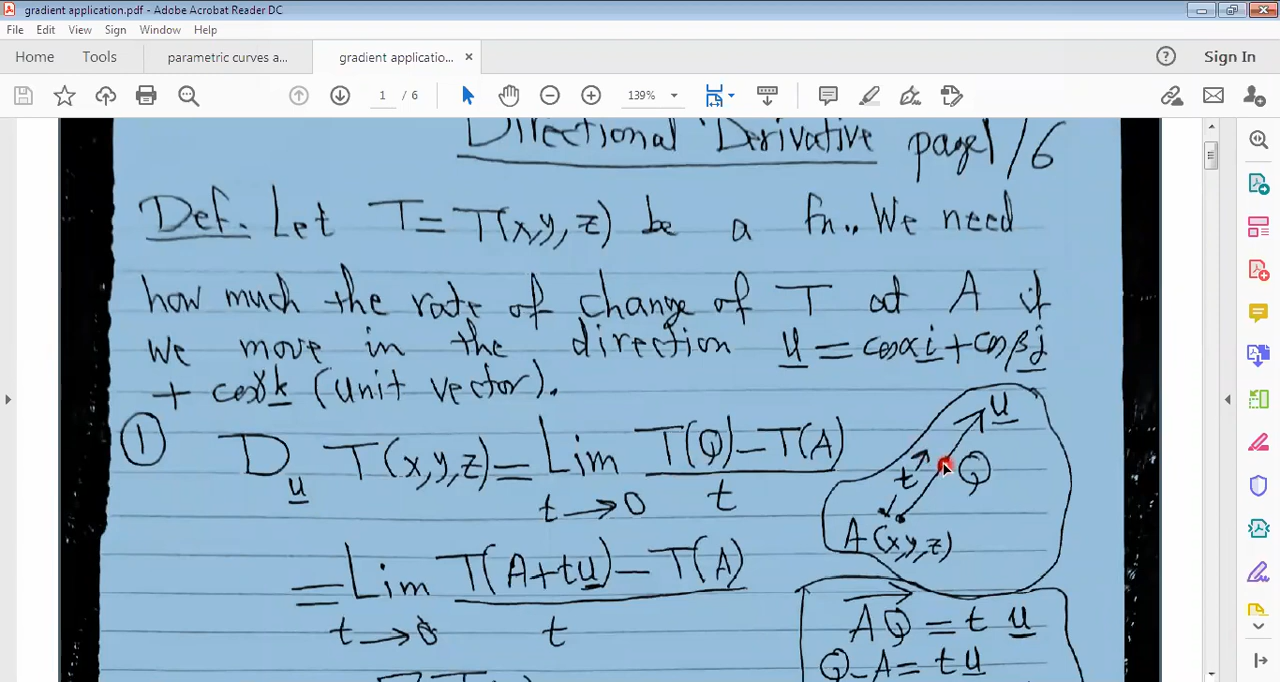 gradient application.pdf - Adobe Acrobat Reader DC
File Edit View Sign Window Help
Home Tools parametric curves a... gradient applicatio... × Sign In
1 / 6 139%
Directional Derivative page1/6
Def. Let T=T(x,y,z) be a fn.. We need
how much the rate of change of T at A if
we move in the direction u = cosα i + cosβ j
+ cosγ k (unit vector).
① D_u T(x,y,z) = Lim t→0 T(Q)−T(A) / t
u
t Q
A(x,y,z)
= Lim t→0 T(A+tu) − T(A) / t
AQ = t u
Q−A = t u